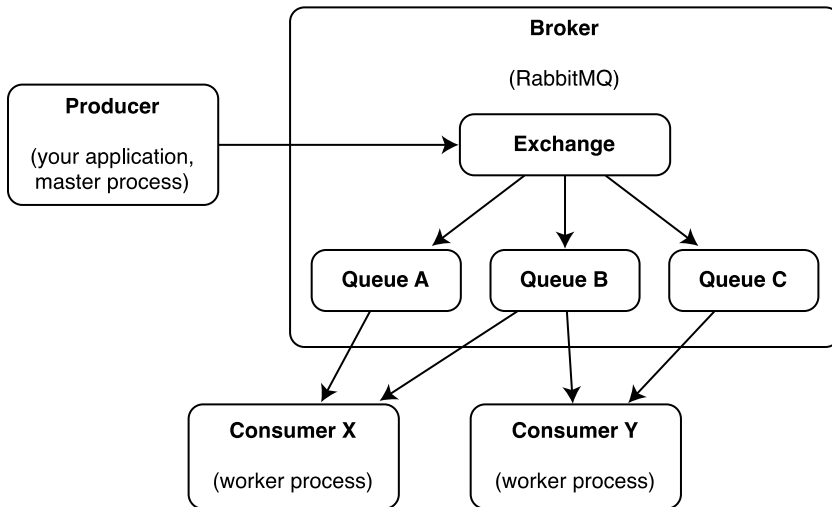 Broker
(RabbitMQ)
Producer
(your application,
master process)
Exchange
Queue A
Queue B
Queue C
Consumer X
(worker process)
Consumer Y
(worker process)